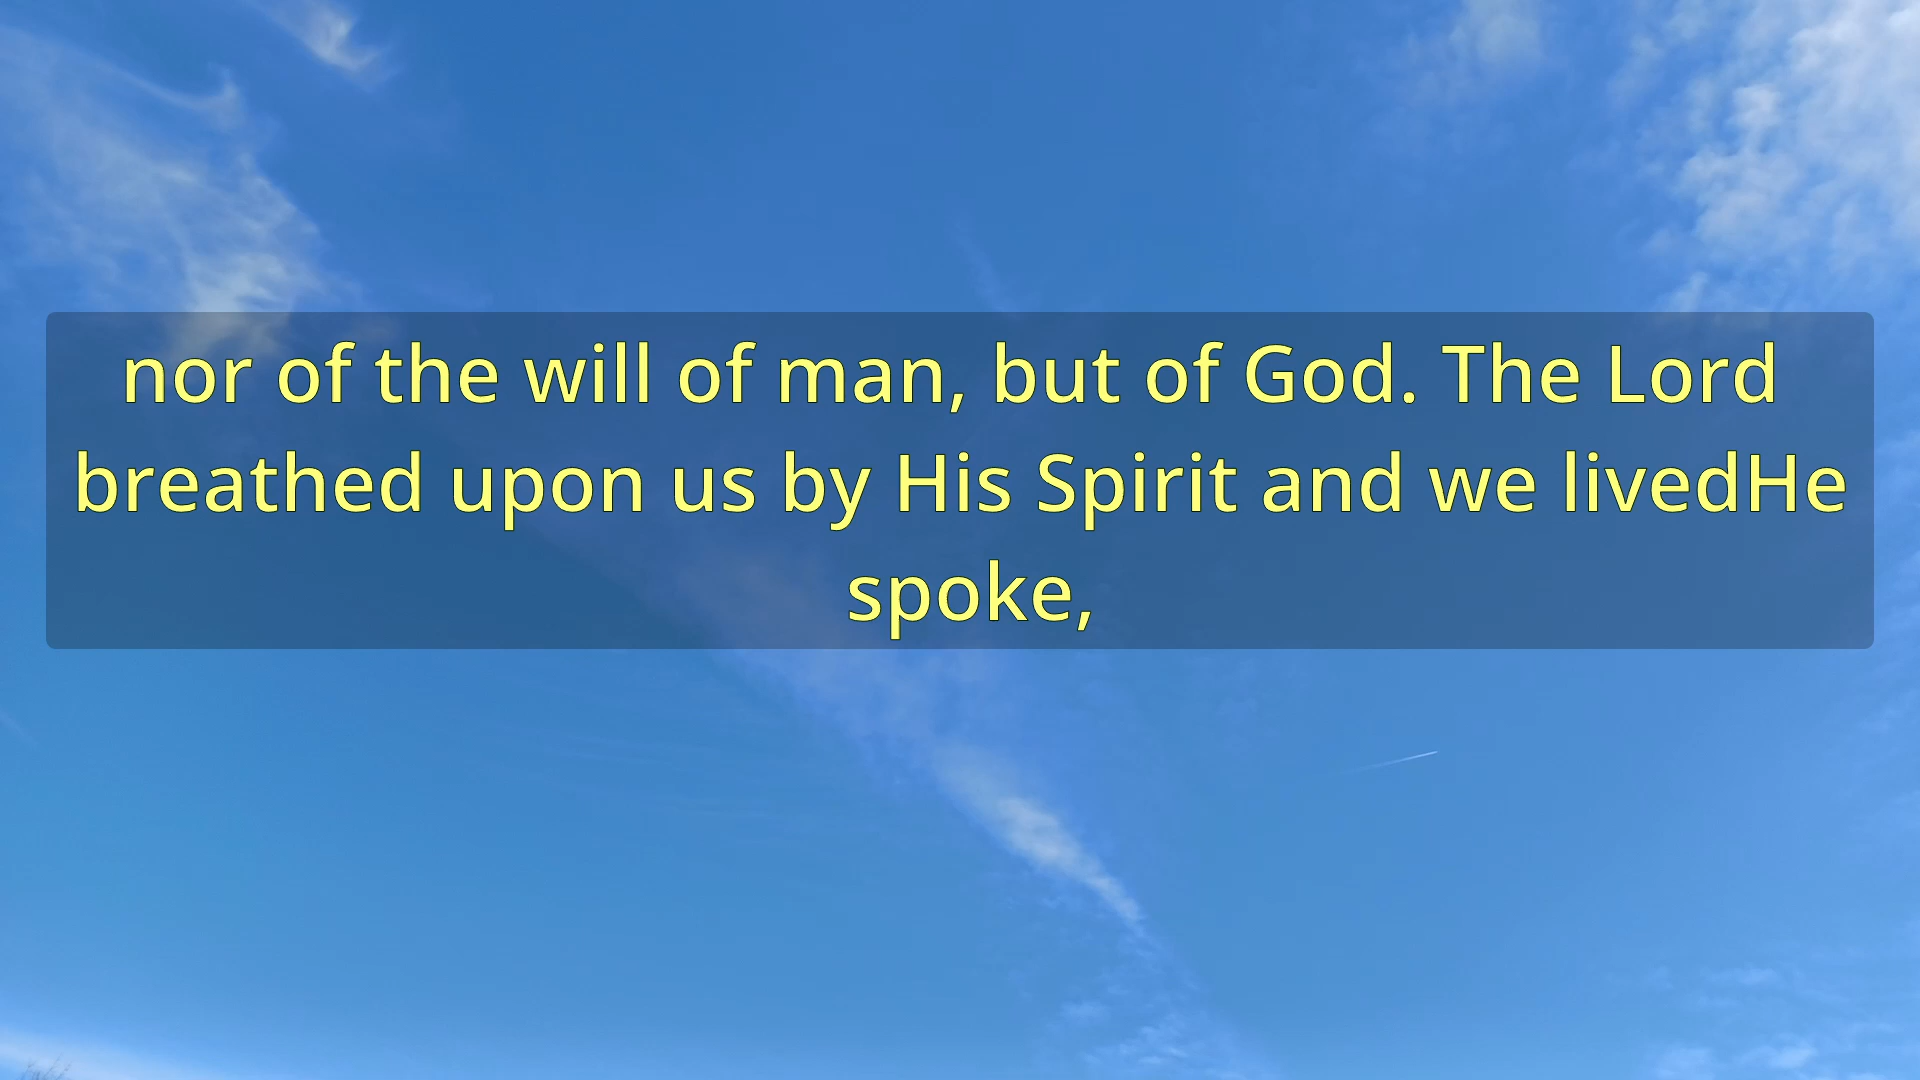 nor of the will of man, but of God. The Lord
breathed upon us by His Spirit and we livedHe
spoke,